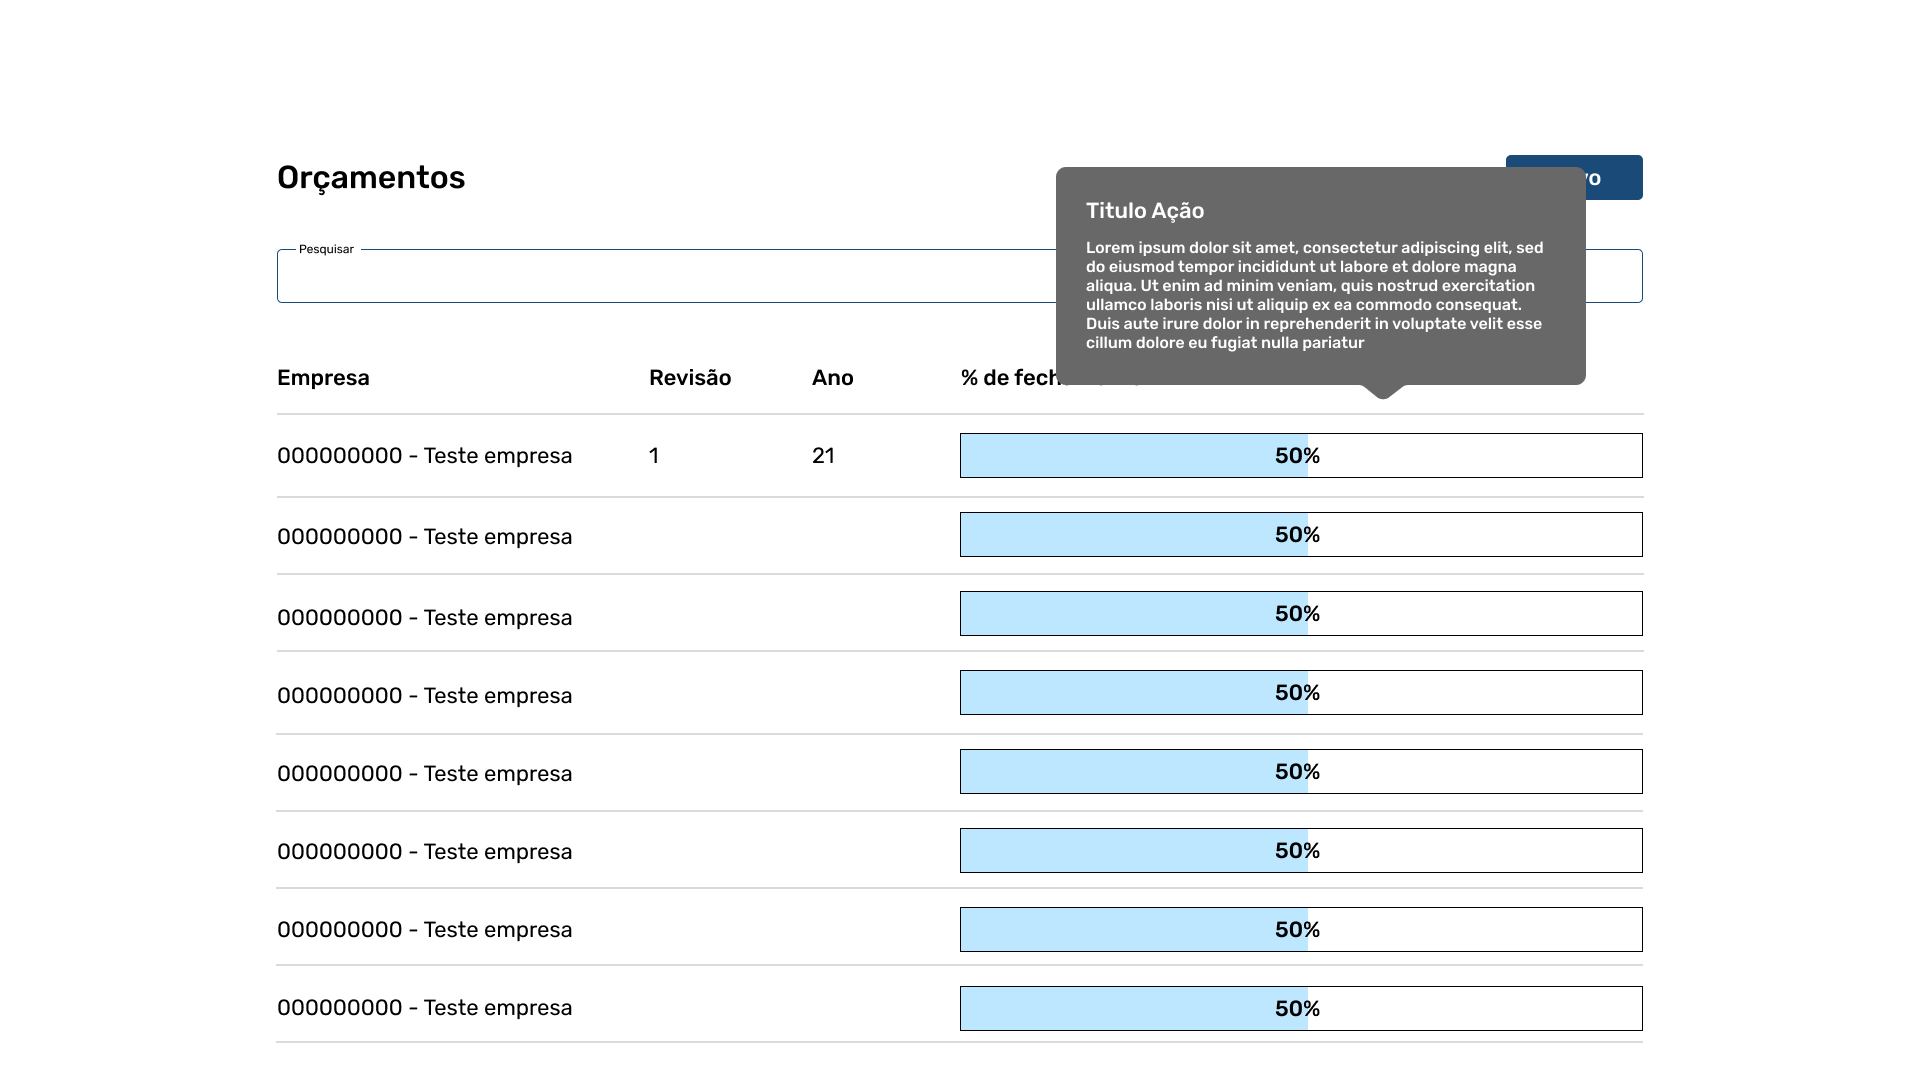 Orçamentos
Titulo Ação
Lorem ipsum dolor sit amet, consectetur adipiscing elit, sed
do eiusmod tempor incididunt ut labore et dolore magna
aliqua. Ut enim ad minim veniam, quis nostrud exercitation
ullamco laboris nisi ut aliquip ex ea commodo consequat.
Duis aute irure dolor in reprehenderit in voluptate velit esse
cillum dolore eu fugiat nulla pariatur
Pesquisar
Empresa Revisão Ano % de
000000000 - Teste empresa 1 21 50%
000000000 - Teste empresa 50%
000000000 - Teste empresa 50%
000000000 - Teste empresa 50%
000000000 - Teste empresa 50%
000000000 - Teste empresa 50%
000000000 - Teste empresa 50%
000000000 - Teste empresa 50%